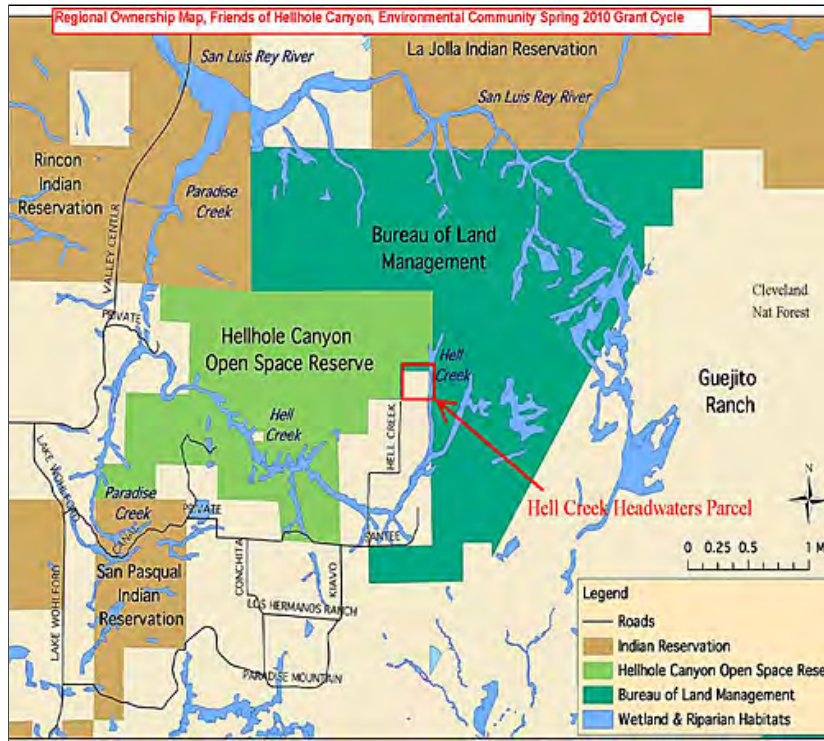 Regional Ownership Map, Friends of Hellhole Canyon, Environmental Community Spring 2010 Grant Cycle
La Jolla Indian Reservation
San Luis Rey River
San Luis Rey River
Rincon
Indian
Reservation
Paradise
Creek
VALLEY CENTER
Bureau of Land
Management
Cleveland
Nat Forest
PRIVATE
Hellhole Canyon
Open Space Reserve
Hell
Creek
Guejito
Ranch
Hell
Creek
HELL CREEK
LAKE WOHLFORD
Paradise
Creek
PRIVATE
CANAL
SANTEE
Hell Creek Headwaters Parcel
N
San Pasqual
Indian
Reservation
CONCHITA
KIAVO
LAKE WOHLFORD
LOS HERMANOS RANCH
PARADISE MOUNTAIN
0 0.25 0.5 1 M
Legend
Roads
Indian Reservation
Hellhole Canyon Open Space Rese
Bureau of Land Management
Wetland & Riparian Habitats